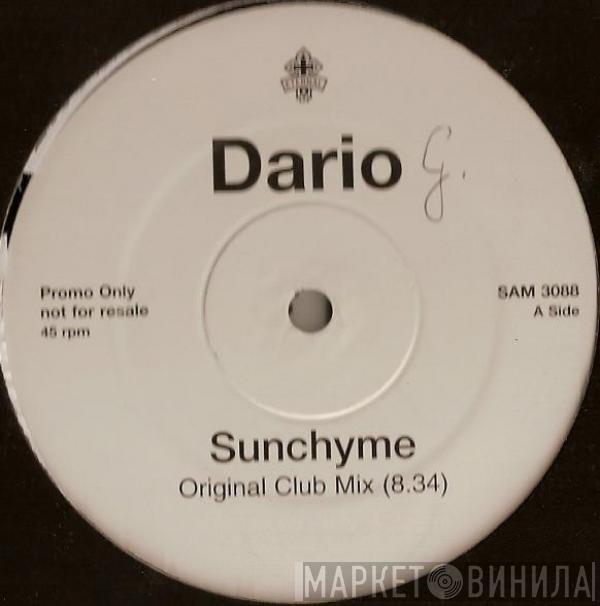 ETERNAL
Dario G.
Promo Only
not for resale
45 rpm
SAM 3088
A Side
Sunchyme
Original Club Mix (8.34)
МАРКЕТ ВИНИЛА